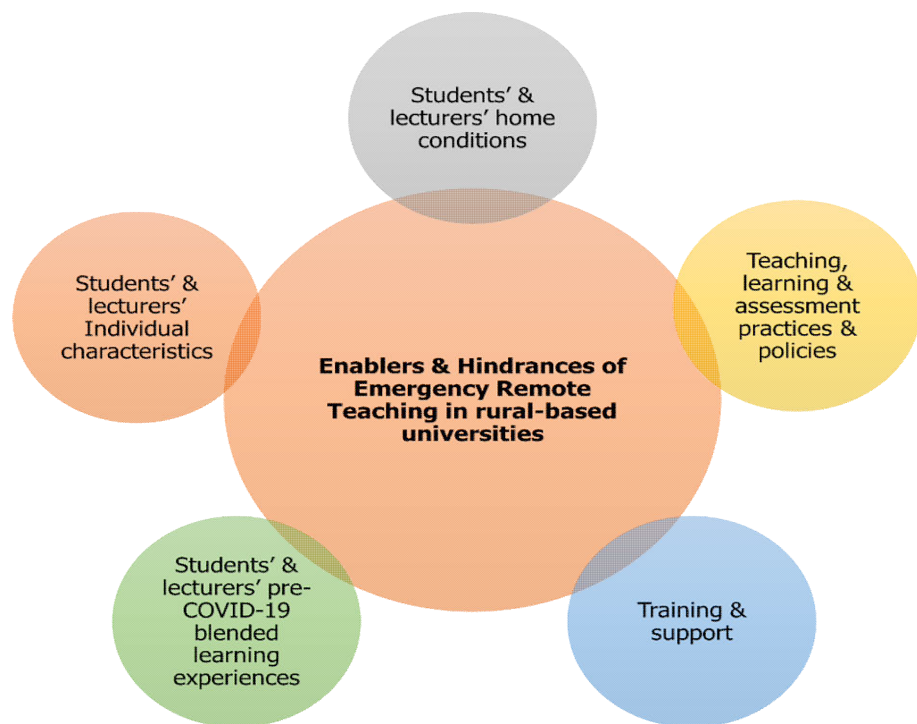 Students’ &
lecturers’ home
conditions
Teaching,
learning &
assessment
practices &
policies
Students’ &
lecturers’
Individual
characteristics
Enablers & Hindrances of
Emergency Remote
Teaching in rural-based
universities
Students’ &
lecturers’ pre-
COVID-19
blended
learning
experiences
Training &
support